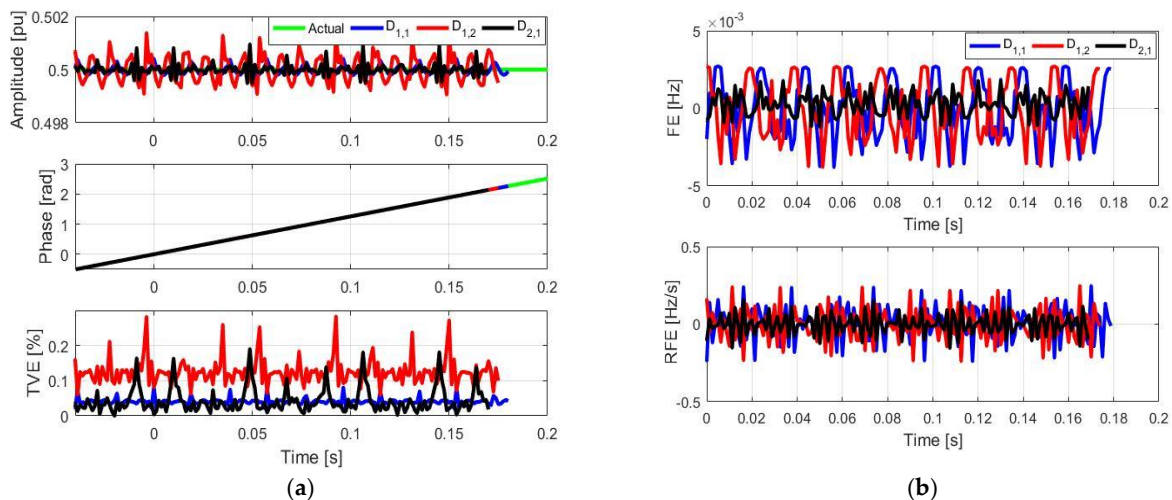 0.502
Actual D1,1 D1,2 D2,1
Amplitude [pu]
0.5
0.498
0 0.05 0.1 0.15 0.2
3
2
1
0
Phase [rad]
0 0.05 0.1 0.15 0.2
0.2
0.1
0
TVE [%]
0 0.05 0.1 0.15 0.2
Time [s]
(a)
×10-3
5
D1,1 D1,2 D2,1
FE [Hz]
0
-5
0 0.02 0.04 0.06 0.08 0.1 0.12 0.14 0.16 0.18 0.2
Time [s]
0.5
RFE [Hz/s]
0
-0.5
0 0.02 0.04 0.06 0.08 0.1 0.12 0.14 0.16 0.18 0.2
Time [s]
(b)